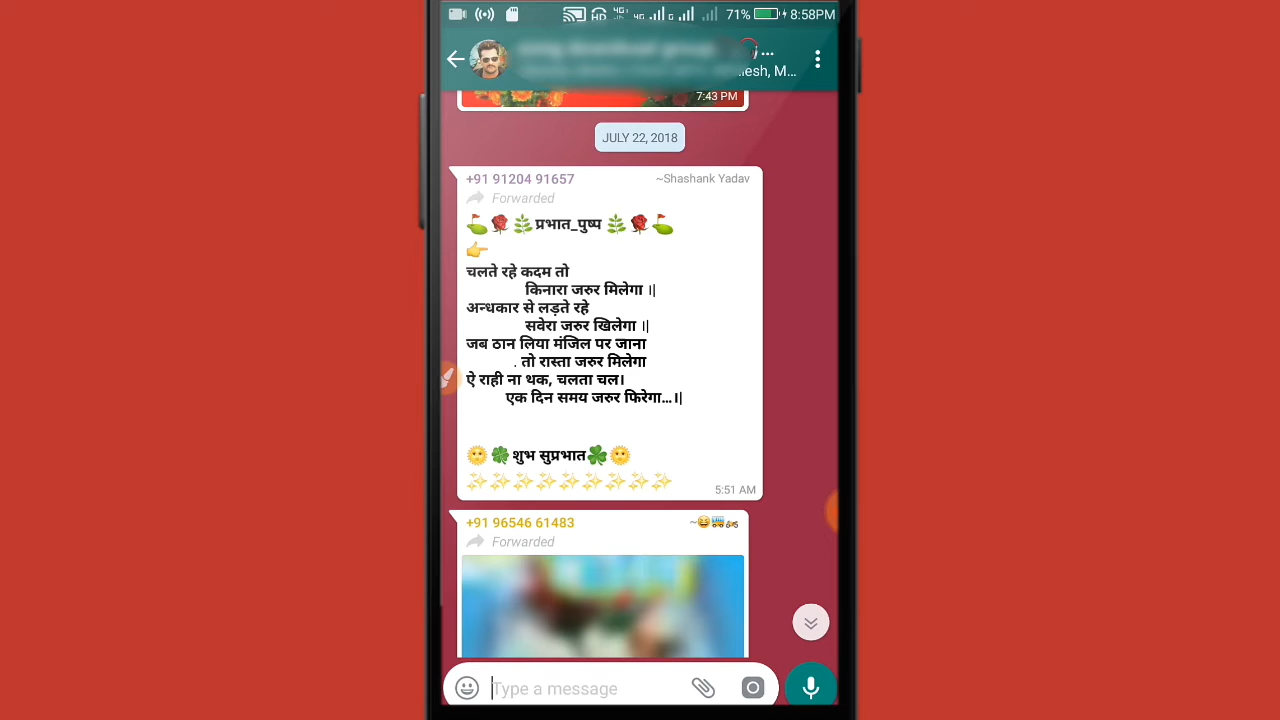 71% 8:58PM
...
...esh, M...
7:43 PM
JULY 22, 2018
+91 91204 91657 ~Shashank Yadav
Forwarded
⛳🌹🌿प्रभात_पुष्प🌿🌹⛳
👉
चलते रहे कदम तो
किनारा जरुर मिलेगा ।|
अन्धकार से लड़ते रहे
सवेरा जरुर खिलेगा ।|
जब ठान लिया मंजिल पर जाना
. तो रास्ता जरुर मिलेगा
ऐ राही ना थक, चलता चल।
एक दिन समय जरुर फिरेगा...।|
🌞🍀शुभ सुप्रभात☘🌞
✨✨✨✨✨✨✨✨✨
5:51 AM
+91 96546 61483 ~😆🚌🏍
Forwarded
Type a message